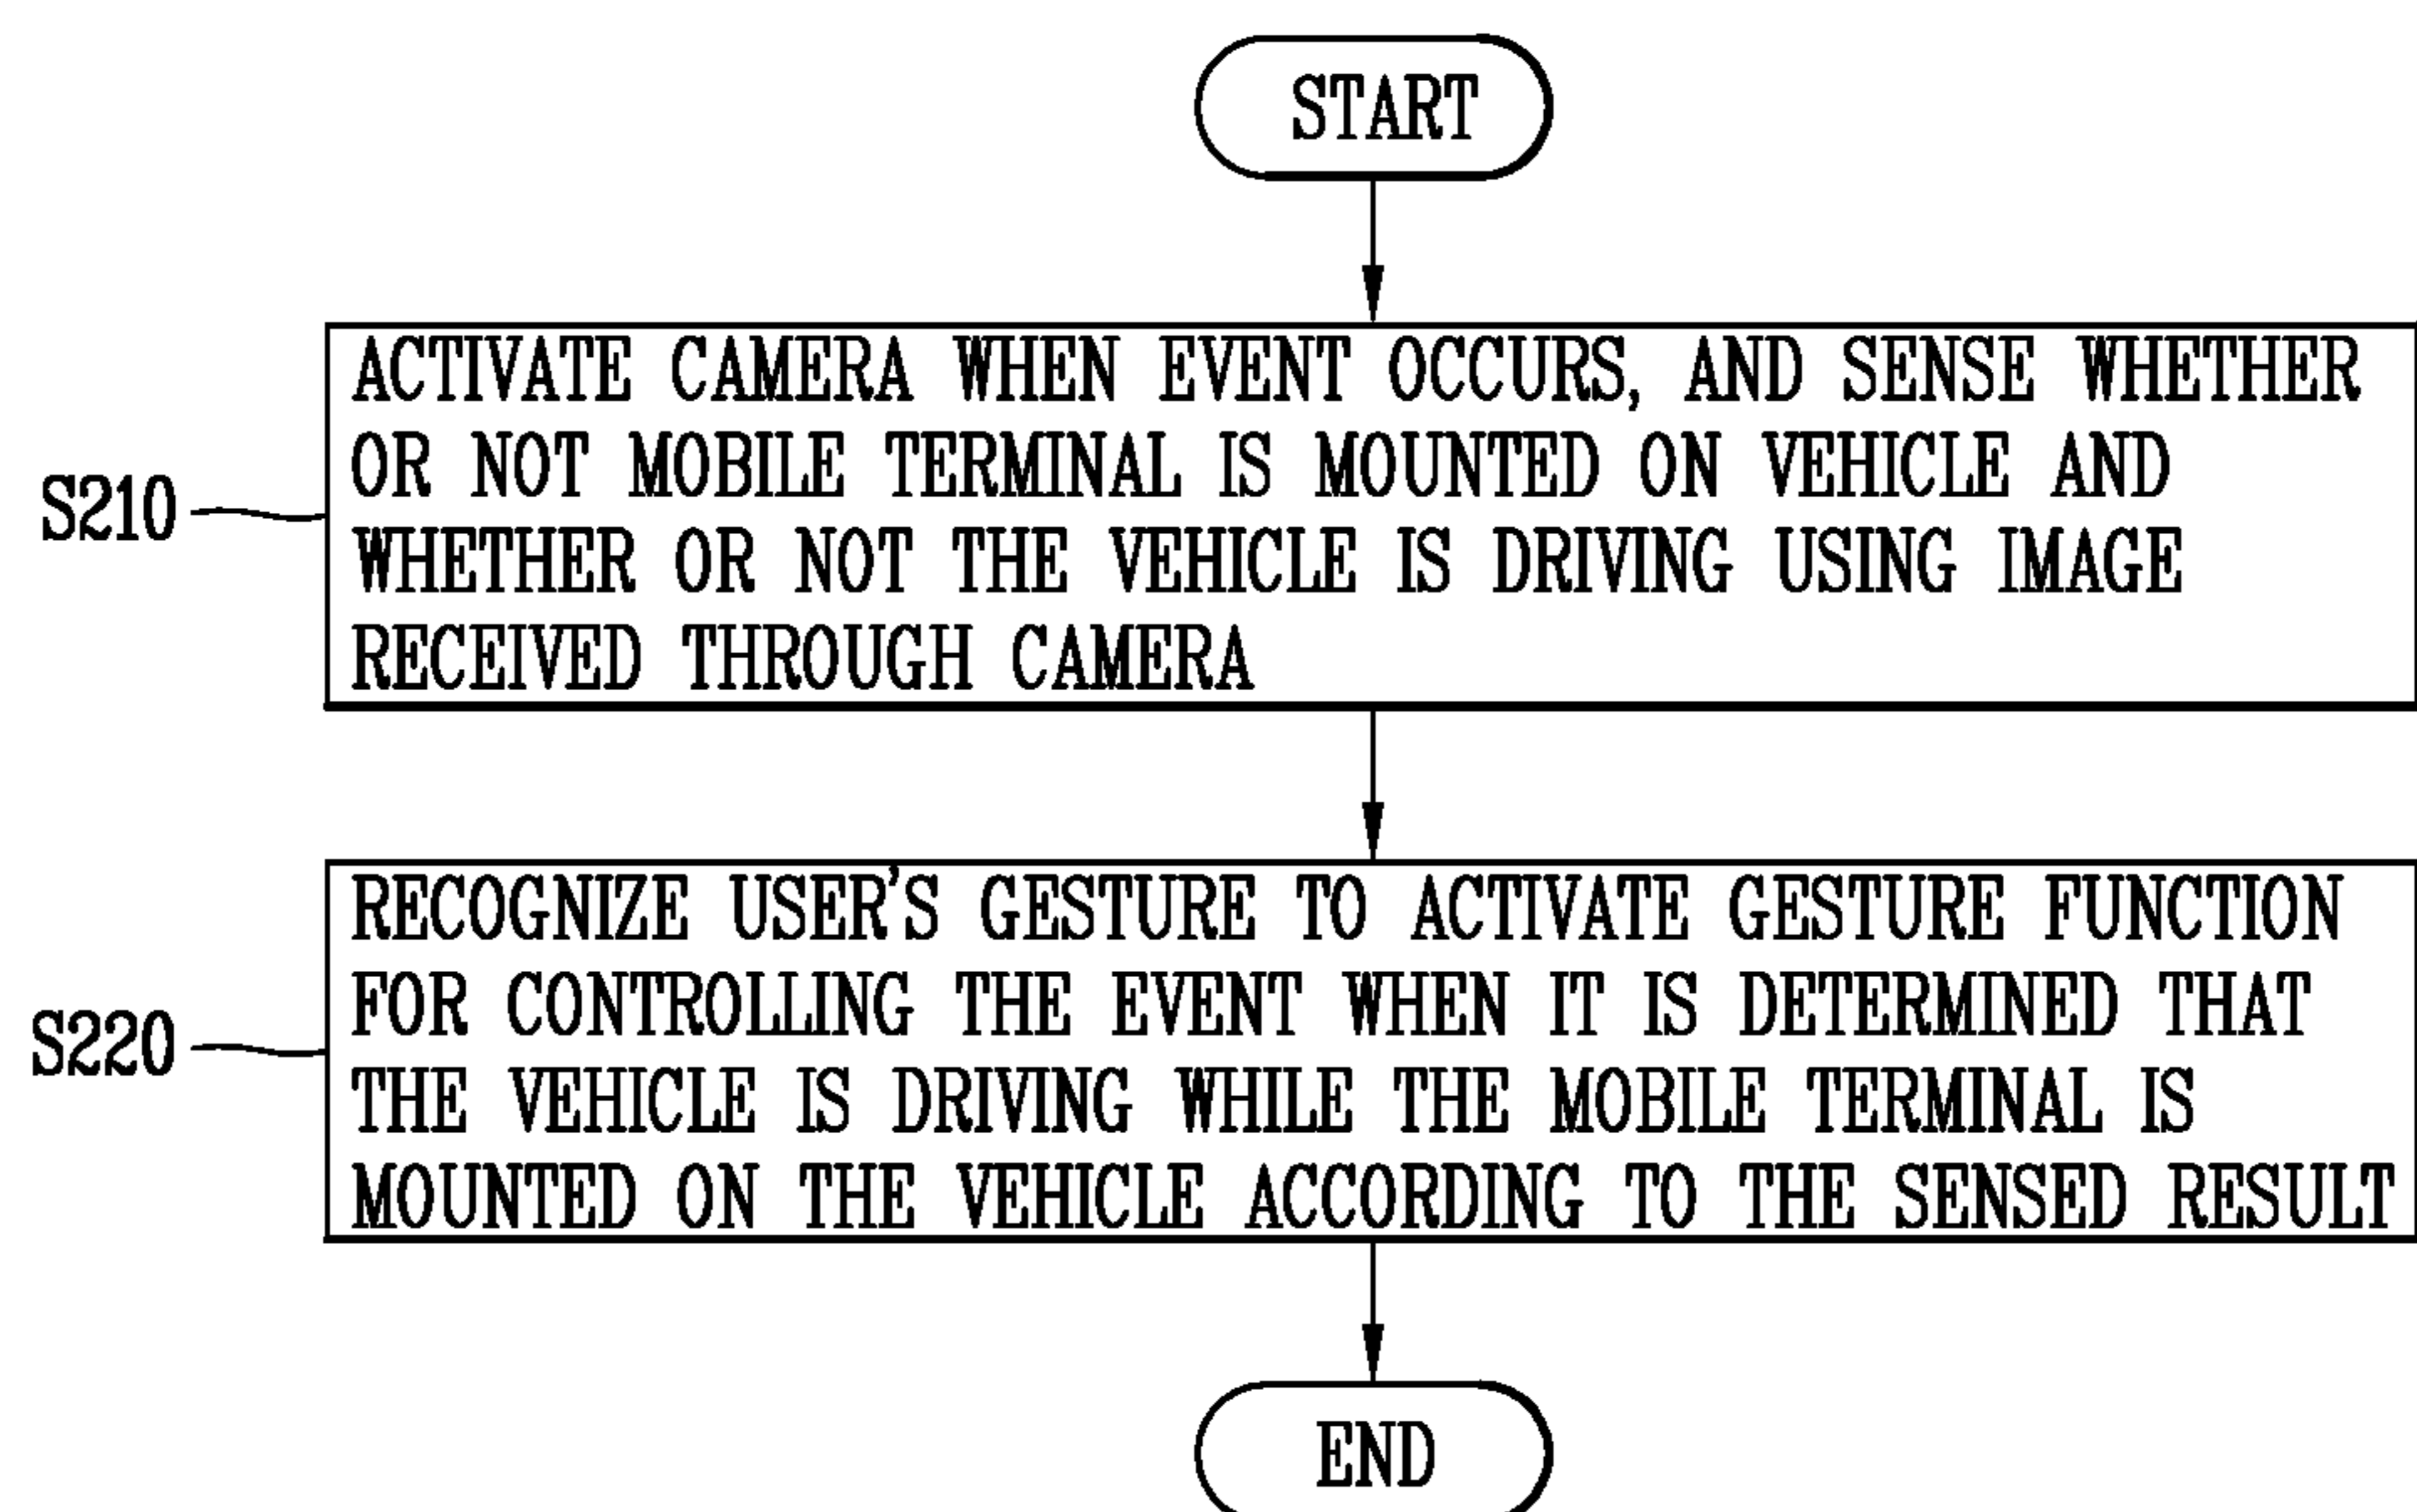 START
ACTIVATE CAMERA WHEN EVENT OCCURS, AND SENSE WHETHER
OR NOT MOBILE TERMINAL IS MOUNTED ON VEHICLE AND
S210
WHETHER OR NOT THE VEHICLE IS DRIVING USING IMAGE
RECEIVED THROUGH CAMERA
RECOGNIZE USER'S GESTURE TO ACTIVATE GESTURE FUNCTION
FOR CONTROLLING THE EVENT WHEN IT IS DETERMINED THAT
S220
THE VEHICLE IS DRIVING WHILE THE MOBILE TERMINAL IS
MOUNTED ON THE VEHICLE ACCORDING TO THE SENSED RESULT
END